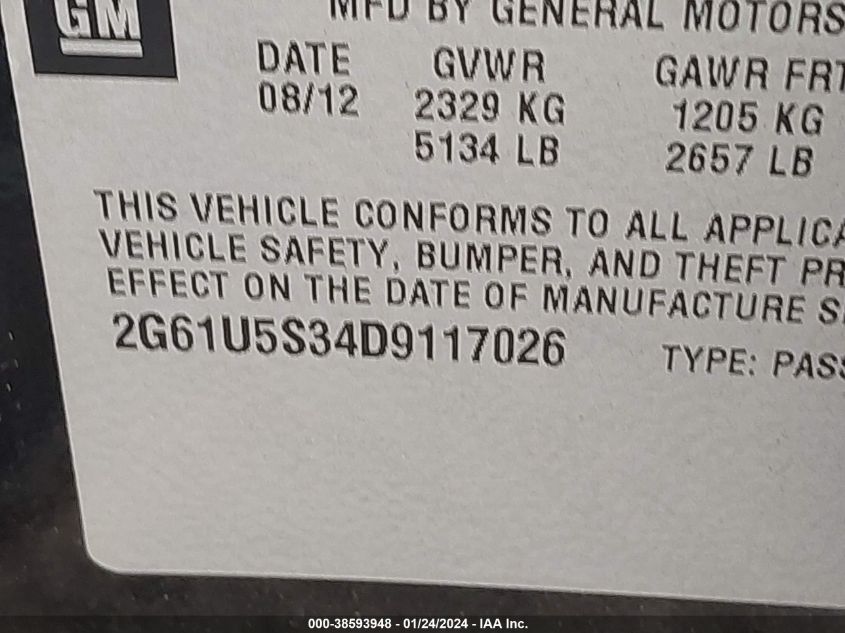 GM
MFD BY GENERAL MOTORS
DATE GVWR GAWR FRT
08/12 2329 KG 1205 KG
5134 LB 2657 LB
THIS VEHICLE CONFORMS TO ALL APPLICA
VEHICLE SAFETY, BUMPER, AND THEFT PR
EFFECT ON THE DATE OF MANUFACTURE S
2G61U5S34D9117026 TYPE: PASS
000-38593948 - 01/24/2024 - IAA Inc.